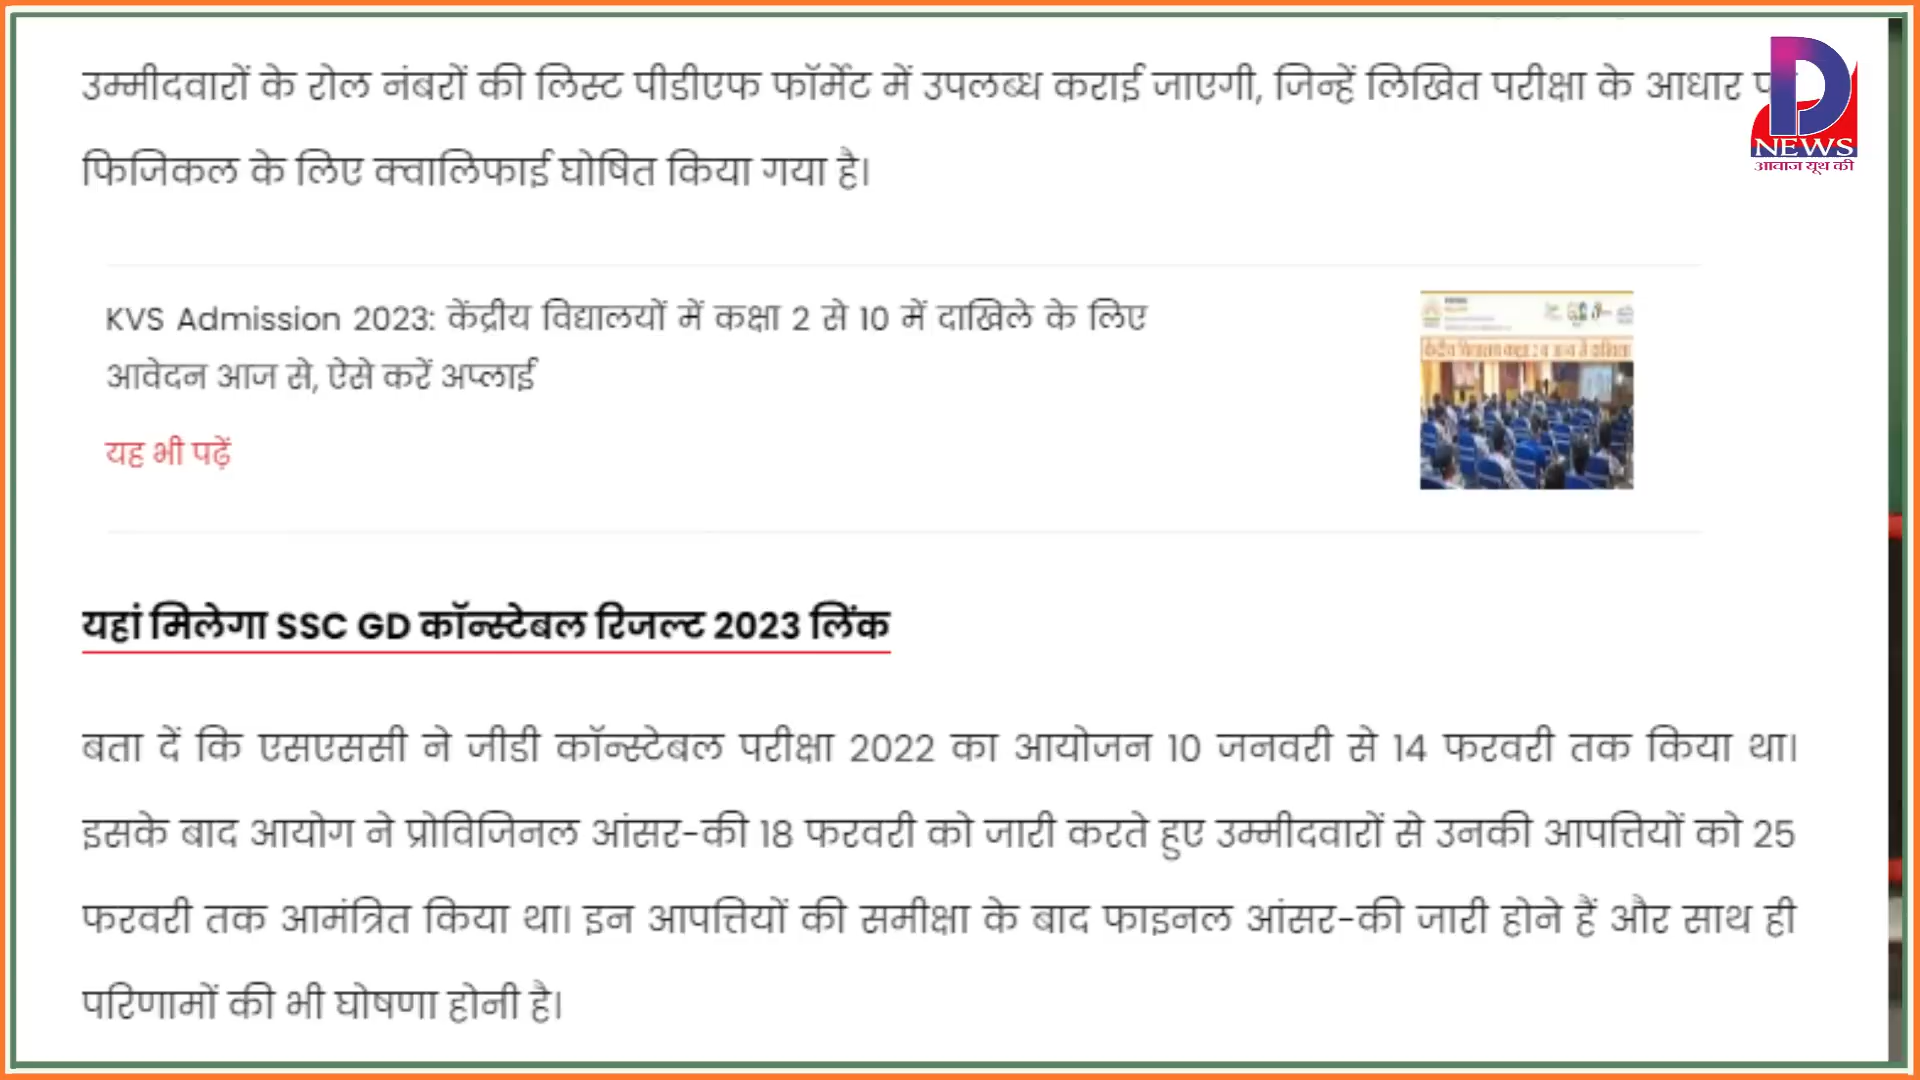 उम्मीदवारों के रोल नंबरों की लिस्ट पीडीएफ फॉर्मेट में उपलब्ध कराई जाएगी, जिन्हें लिखित परीक्षा के आधार
फिजिकल के लिए क्वालिफाई घोषित किया गया है।
NEWS
आवाज यूथ की
KVS Admission 2023: केंद्रीय विद्यालयों में कक्षा 2 से 10 में दाखिले के लिए
आवेदन आज से, ऐसे करें अप्लाई
यह भी पढ़ें
यहां मिलेगा SSC GD कॉन्स्टेबल रिजल्ट 2023 लिंक
बता दें कि एसएससी ने जीडी कॉन्स्टेबल परीक्षा 2022 का आयोजन 10 जनवरी से 14 फरवरी तक किया था।
इसके बाद आयोग ने प्रोविजिनल आंसर-की 18 फरवरी को जारी करते हुए उम्मीदवारों से उनकी आपत्तियों को 25
फरवरी तक आमंत्रित किया था। इन आपत्तियों की समीक्षा के बाद फाइनल आंसर-की जारी होने हैं और साथ ही
परिणामों की भी घोषणा होनी है।